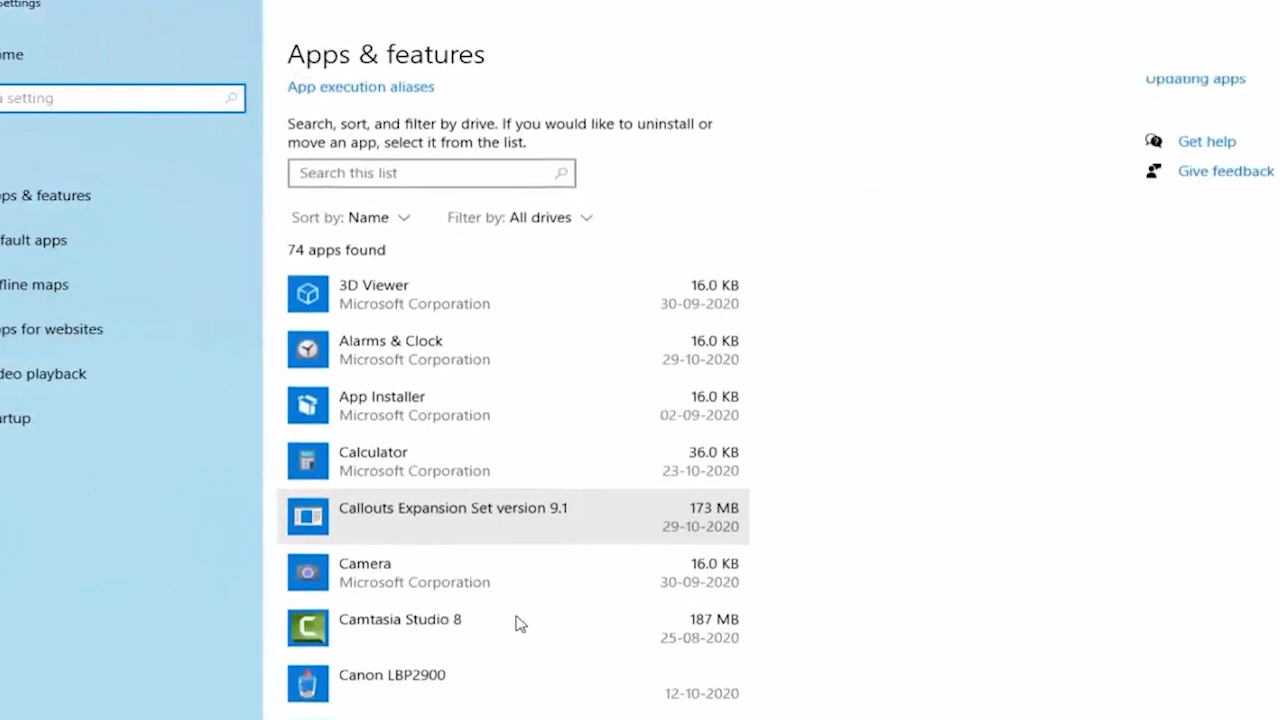 Settings
ome
a setting
ps & features
fault apps
fline maps
ps for websites
deo playback
artup
Apps & features
App execution aliases
Search, sort, and filter by drive. If you would like to uninstall or
move an app, select it from the list.
Search this list
Sort by: Name Filter by: All drives
74 apps found
3D Viewer 16.0 KB
Microsoft Corporation 30-09-2020
Alarms & Clock 16.0 KB
Microsoft Corporation 29-10-2020
App Installer 16.0 KB
Microsoft Corporation 02-09-2020
Calculator 36.0 KB
Microsoft Corporation 23-10-2020
Callouts Expansion Set version 9.1 173 MB
29-10-2020
Camera 16.0 KB
Microsoft Corporation 30-09-2020
Camtasia Studio 8 187 MB
25-08-2020
Canon LBP2900
12-10-2020
Updating apps
Get help
Give feedback